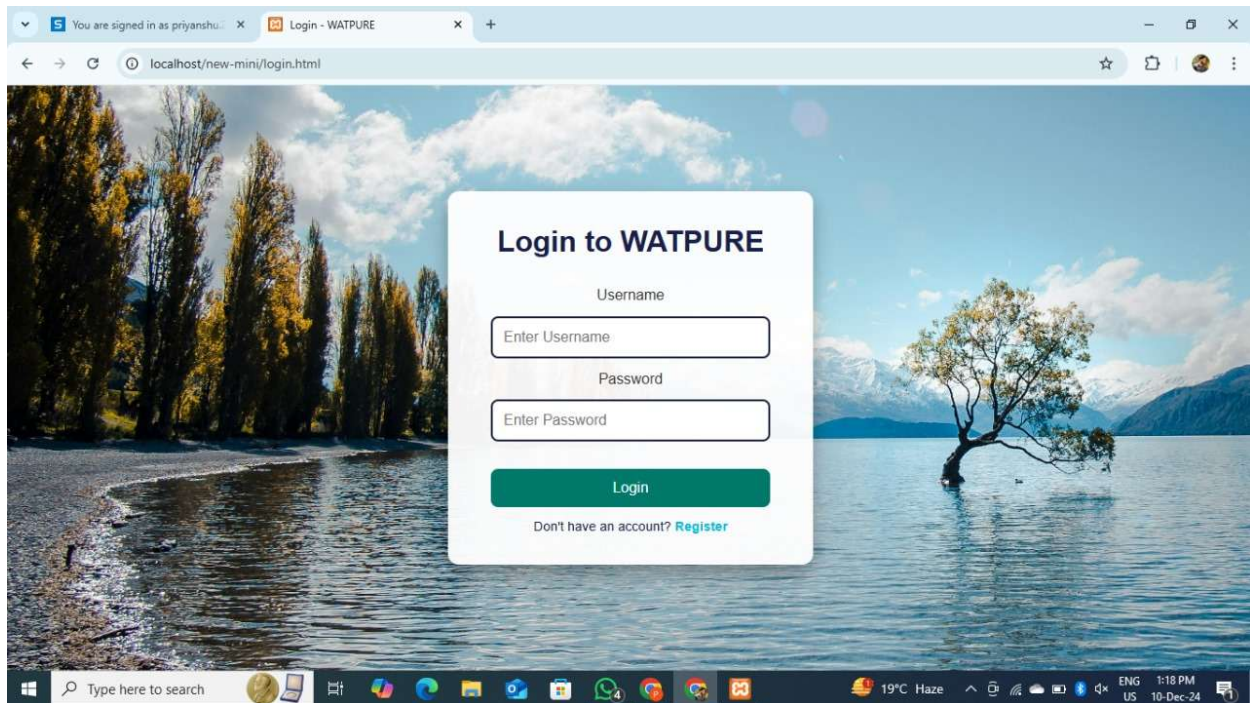 You are signed in as priyanshu.
Login - WATPURE
localhost/new-mini/login.html
Login to WATPURE
Username
Enter Username
Password
Enter Password
Login
Don't have an account? Register
Type here to search
4
19°C Haze
ENG
US
1:18 PM
10-Dec-24
1